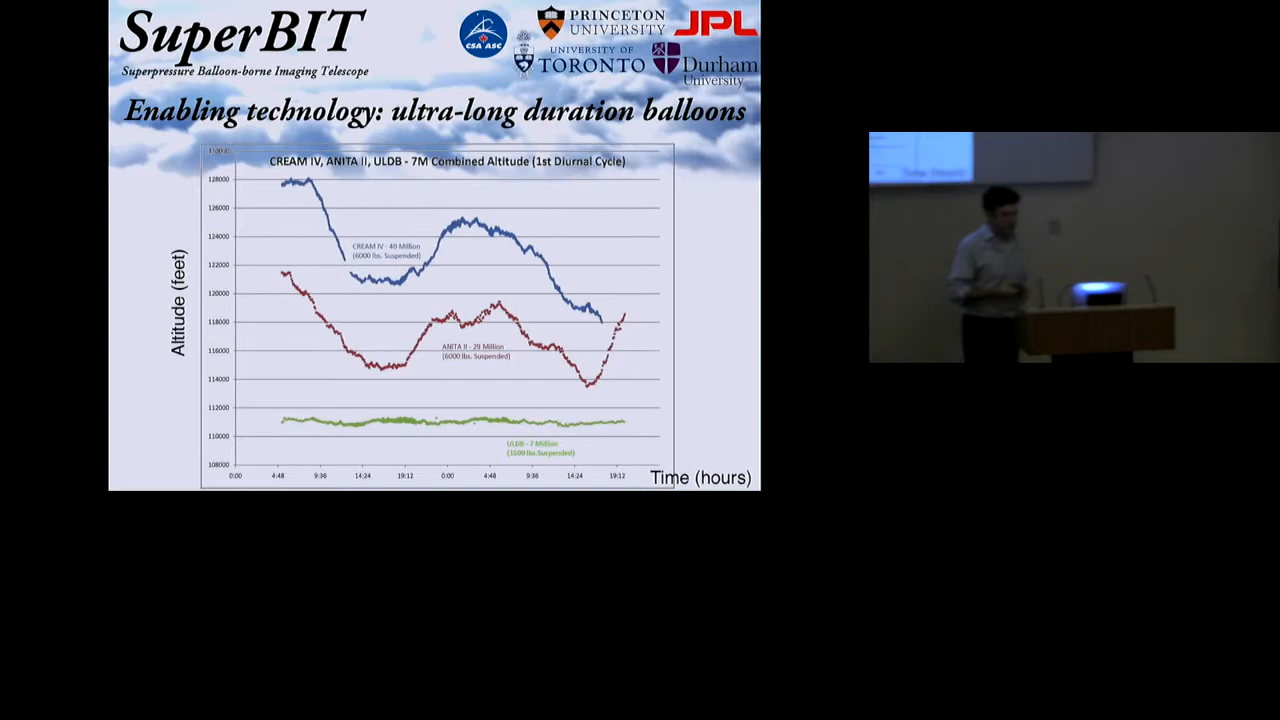 SuperBIT
Superpressure Balloon-borne Imaging Telescope
CSA ASC
PRINCETON
UNIVERSITY
JPL
UNIVERSITY OF
TORONTO
Durham
University
Enabling technology: ultra-long duration balloons
CREAM IV, ANITA II, ULDB - 7M Combined Altitude (1st Diurnal Cycle)
Altitude (feet)
130000
128000
126000
124000
122000
120000
118000
116000
114000
112000
110000
108000
CREAM IV - 40 Million
(6000 lbs. Suspended)
ANITA II - 29 Million
(6000 lbs. Suspended)
ULDB - 7 Million
(1500 lbs. Suspended)
0:00 4:48 9:36 14:24 19:12 0:00 4:48 9:36 14:24 19:12
Time (hours)